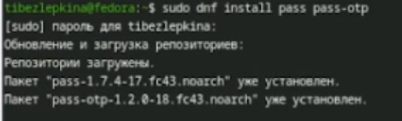 tibezlepkina@fedora:~$ sudo dnf install pass pass-otp
[sudo] пароль для tibezlepkina:
Обновление и загрузка репозиториев:
Репозитории загружены.
Пакет "pass-1.7.4-17.fc43.noarch" уже установлен.
Пакет "pass-otp-1.2.0-18.fc43.noarch" уже установлен.